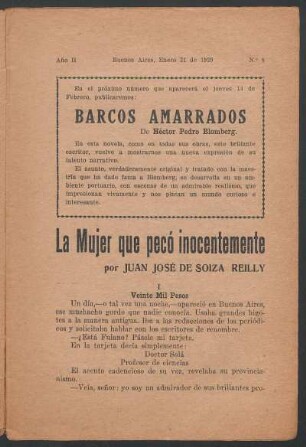 Año II Buenos Aires, Enero 31 de 1929 N.º
En el próximo número que aparecerá el jueves 14 de
Febrero, publicaremos:
BARCOS AMARRADOS
De Héctor Pedro Blomberg.
En esta novela, como en todas sus obras, este brillante
escritor, vuelve a mostrarnos una nueva expresión de su
talento narrativo.
El asunto, verdaderamente original y tratado con la maes-
tría que ha dado fama a Blomberg, se desarrolla en un am-
biente portuario, con escenas de un admirable realismo, que
impresionan vivamente y nos pintan un mundo curioso e
interesante.
La Mujer que pecó inocentemente
por JUAN JOSÉ DE SOIZA REILLY
I
Veinte Mil Pesos
Un día,—o tal vez una noche,—apareció en Buenos Aires,
ese muchacho gordo que nadie conocía. Usaba grandes bigo-
tes a la manera antigua. Iba a las redacciones de los periódi-
cos y solicitaba hablar con los escritores de renombre.
—¿Está Fulano? Pásele mi tarjeta.
En la tarjeta decía simplemente:
Doctor Solá
Profesor de ciencias
El acento cadencioso de su voz, revelaba su provincia-
nismo.
—Vea, señor: yo soy un admirador de sus brillantes pro-